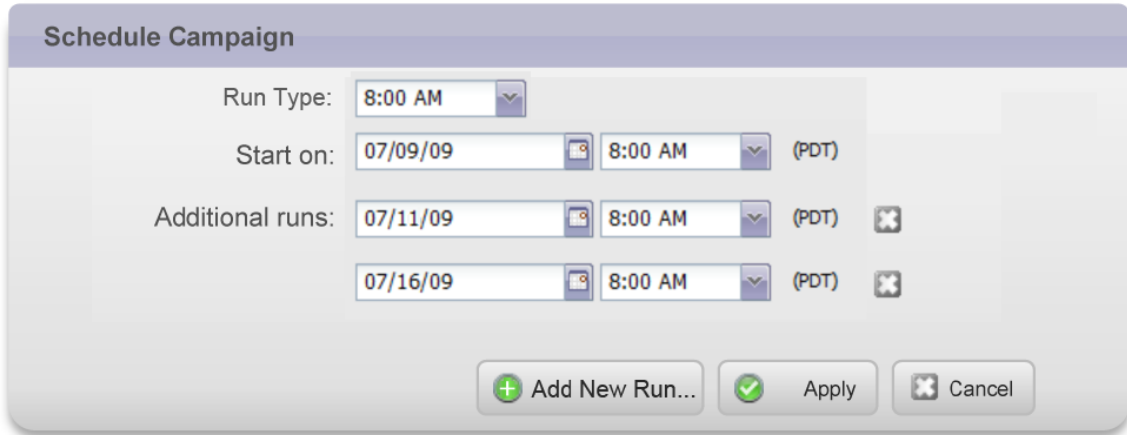 Schedule Campaign
Run Type: 8:00 AM
Start on: 07/09/09 8:00 AM (PDT)
Additional runs: 07/11/09 8:00 AM (PDT)
07/16/09 8:00 AM (PDT)
Add New Run... Apply Cancel